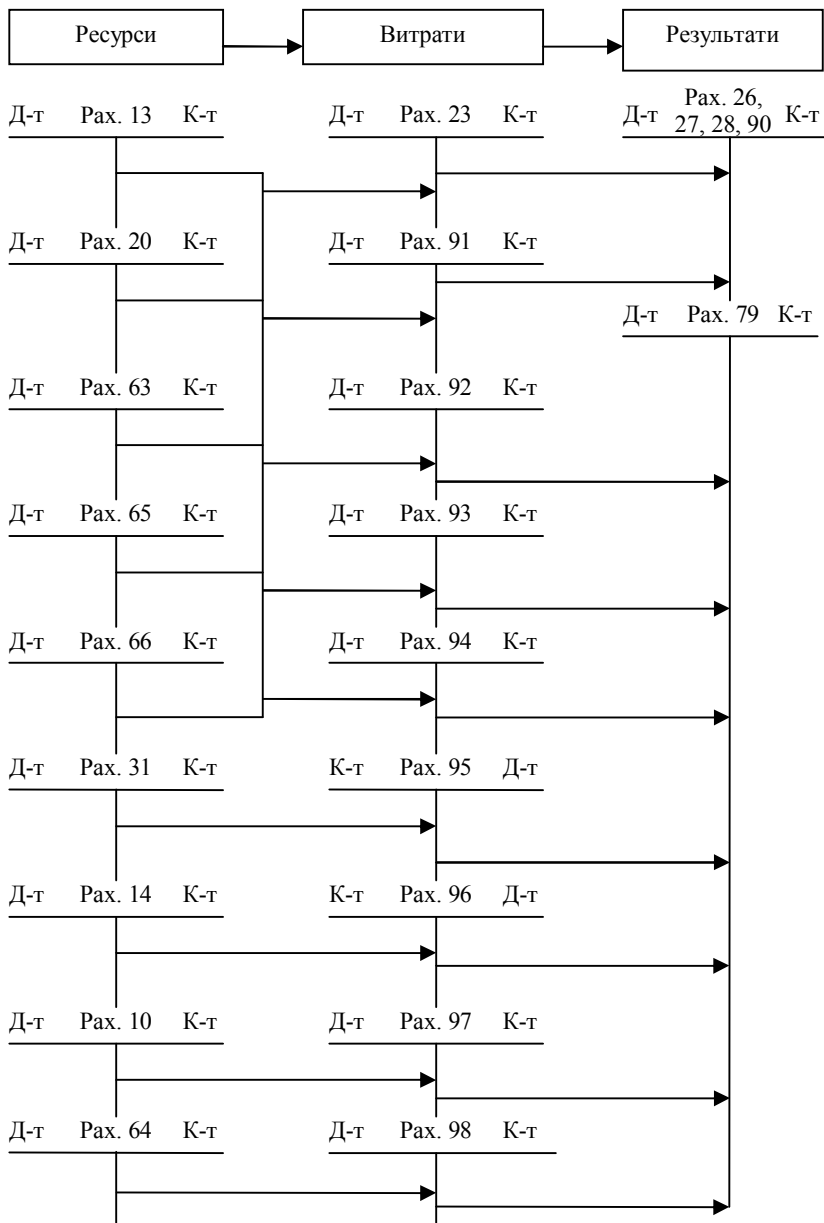 Ресурси Витрати Результати
Д-т Рах. 13 К-т Д-т Рах. 23 К-т Д-т Рах. 26, 27, 28, 90 К-т
Д-т Рах. 20 К-т Д-т Рах. 91 К-т
Д-т Рах. 79 К-т
Д-т Рах. 63 К-т Д-т Рах. 92 К-т
Д-т Рах. 65 К-т Д-т Рах. 93 К-т
Д-т Рах. 66 К-т Д-т Рах. 94 К-т
Д-т Рах. 31 К-т К-т Рах. 95 Д-т
Д-т Рах. 14 К-т К-т Рах. 96 Д-т
Д-т Рах. 10 К-т Д-т Рах. 97 К-т
Д-т Рах. 64 К-т Д-т Рах. 98 К-т